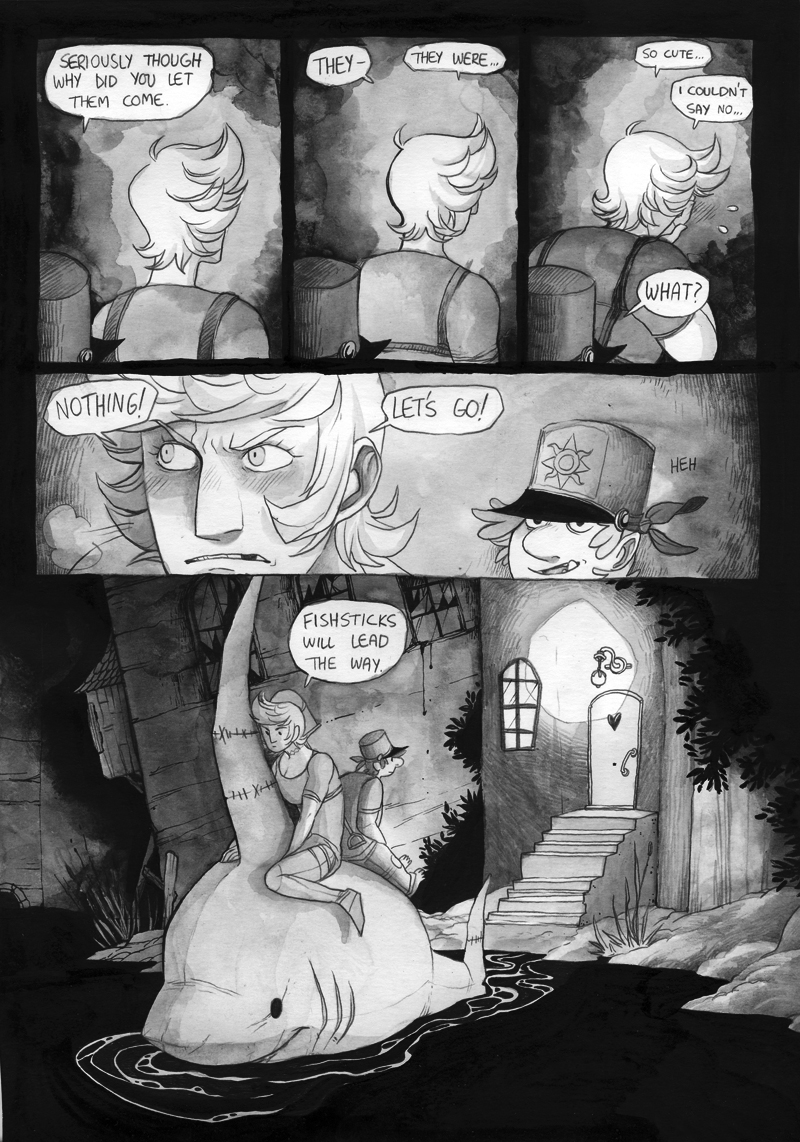 SERIOUSLY THOUGH
WHY DID YOU LET
THEM COME.
THEY-
THEY WERE...
SO CUTE...
I COULDN'T
SAY NO...
WHAT?
NOTHING!
LET'S GO!
HEH
FISHSTICKS
WILL LEAD
THE WAY.